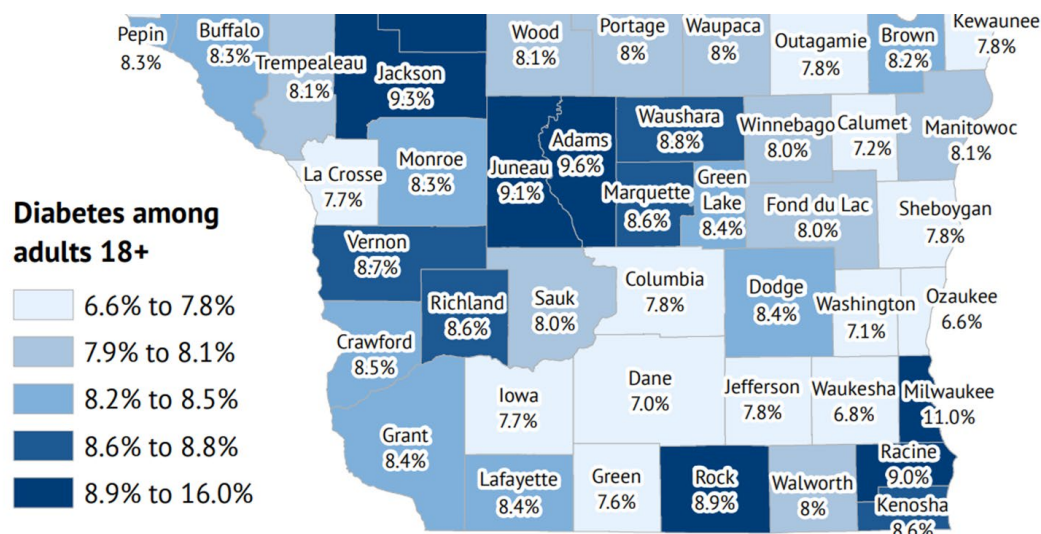 Pepin
8.3%
Buffalo
8.3%
Trempealeau
8.1%
Jackson
9.3%
Wood
8.1%
Portage
8%
Waupaca
8%
Outagamie
7.8%
Brown
8.2%
Kewaunee
7.8%
La Crosse
7.7%
Monroe
8.3%
Juneau
9.1%
Adams
9.6%
Waushara
8.8%
Marquette
8.6%
Green
Lake
8.4%
Winnebago
8.0%
Calumet
7.2%
Manitowoc
8.1%
Fond du Lac
8.0%
Sheboygan
7.8%
Diabetes among
adults 18+
6.6% to 7.8%
7.9% to 8.1%
8.2% to 8.5%
8.6% to 8.8%
8.9% to 16.0%
Vernon
8.7%
Richland
8.6%
Sauk
8.0%
Columbia
7.8%
Dodge
8.4%
Washington
7.1%
Ozaukee
6.6%
Crawford
8.5%
Iowa
7.7%
Dane
7.0%
Jefferson
7.8%
Waukesha
6.8%
Milwaukee
11.0%
Grant
8.4%
Lafayette
8.4%
Green
7.6%
Rock
8.9%
Walworth
8%
Racine
9.0%
Kenosha
8.6%